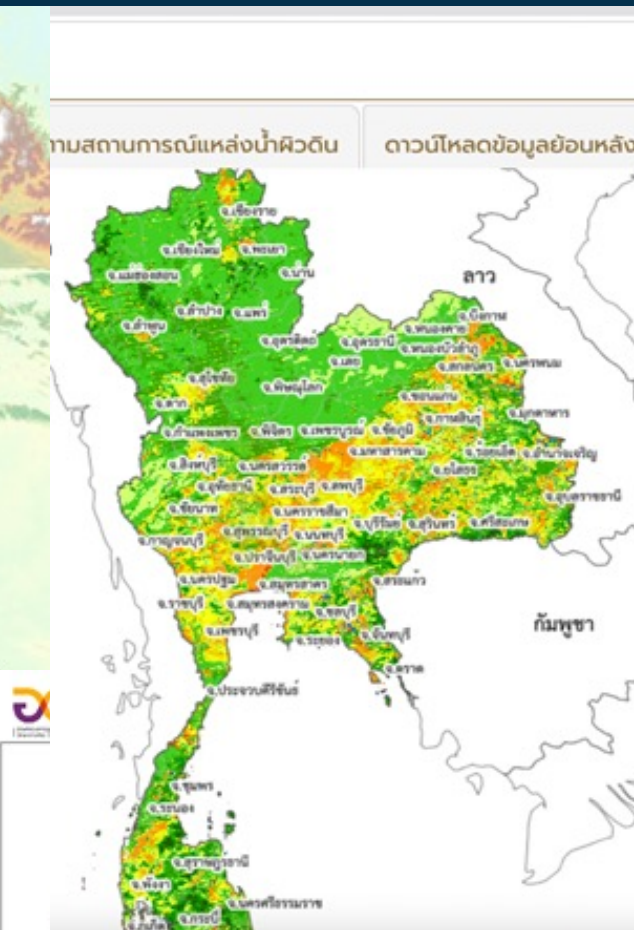 ามสถานการณ์แหล่งน้ำผิวดิน
ดาวน์โหลดข้อมูลย้อนหลัง
จ.เชียงราย
จ.เชียงใหม่
จ.พะเยา
จ.แม่ฮ่องสอน
จ.น่าน
ลาว
จ.ลำปาง
จ.แพร่
จ.ลำพูน
จ.บึงกาฬ
จ.หนองคาย
จ.อุตรดิตถ์
จ.อุดรธานี
จ.หนองบัวลำภู
จ.เลย
จ.สกลนคร
จ.นครพนม
จ.สุโขทัย
จ.พิษณุโลก
จ.ขอนแก่น
จ.ตาก
จ.กาฬสินธุ์
จ.มุกดาหาร
จ.กำแพงเพชร
จ.พิจิตร
จ.เพชรบูรณ์
จ.ชัยภูมิ
จ.มหาสารคาม
จ.ร้อยเอ็ด
จ.อำนาจเจริญ
จ.สิงห์บุรี
จ.นครสวรรค์
จ.ยโสธร
จ.อุทัยธานี
จ.สระบุรี
จ.ลพบุรี
จ.อุบลราชธานี
จ.ชัยนาท
จ.นครราชสีมา
จ.สุพรรณบุรี
จ.นนทบุรี
จ.บุรีรัมย์
จ.สุรินทร์
จ.ศรีสะเกษ
จ.กาญจนบุรี
จ.ปราจีนบุรี
จ.นครนายก
จ.นครปฐม
จ.สมุทรสาคร
จ.สระแก้ว
จ.ราชบุรี
จ.สมุทรสงคราม
จ.ชลบุรี
กัมพูชา
จ.เพชรบุรี
จ.ระยอง
จ.จันทบุรี
จ.ตราด
จ.ประจวบคีรีขันธ์
จ.ชุมพร
จ.ระนอง
จ.สุราษฎร์ธานี
จ.พังงา
จ.นครศรีธรรมราช
จ.ภูเก็ต
จ.กระบี่